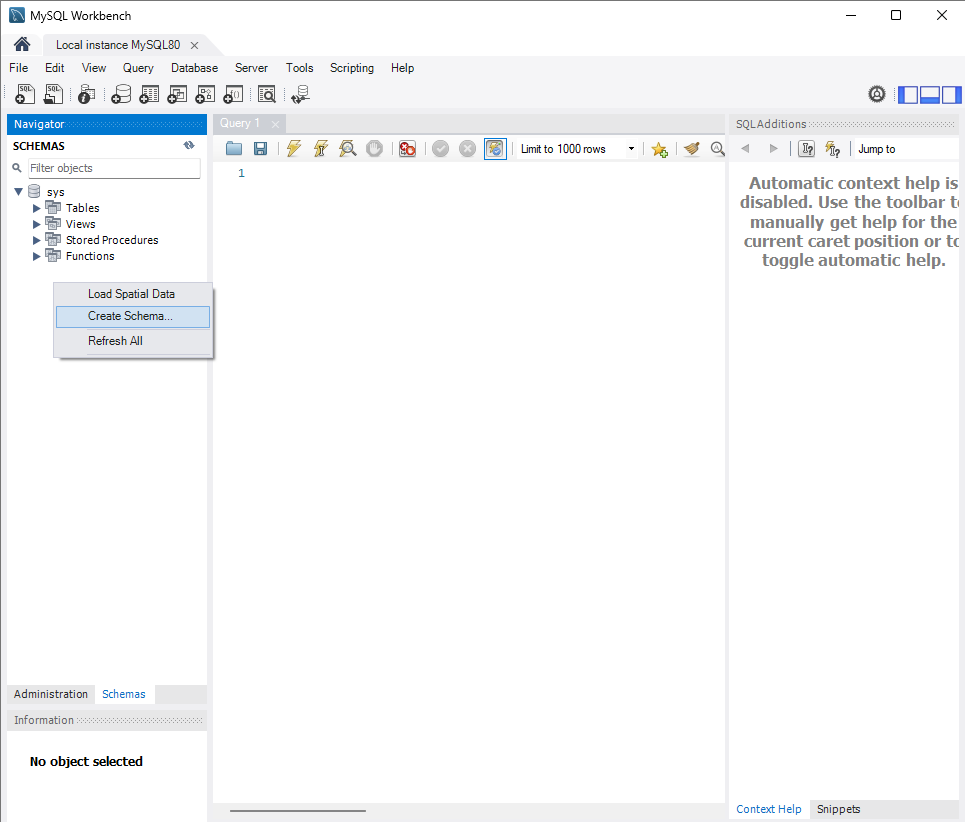 MySQL Workbench
Local instance MySQL80
File Edit View Query Database Server Tools Scripting Help
Navigator
SCHEMAS
Filter objects
sys
Tables
Views
Stored Procedures
Functions
Load Spatial Data
Create Schema...
Refresh All
Administration Schemas
Information
No object selected
Query 1
Limit to 1000 rows
1
SQLAdditions
Jump to
Automatic context help is
disabled. Use the toolbar to
manually get help for the
current caret position or to
toggle automatic help.
Context Help Snippets